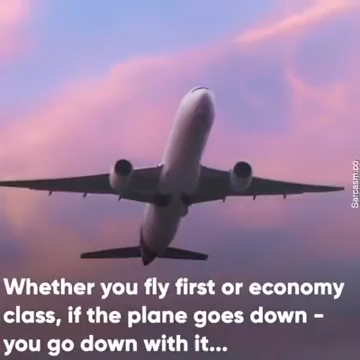 Sarcasm.co
Whether you fly first or economy
class, if the plane goes down -
you go down with it...